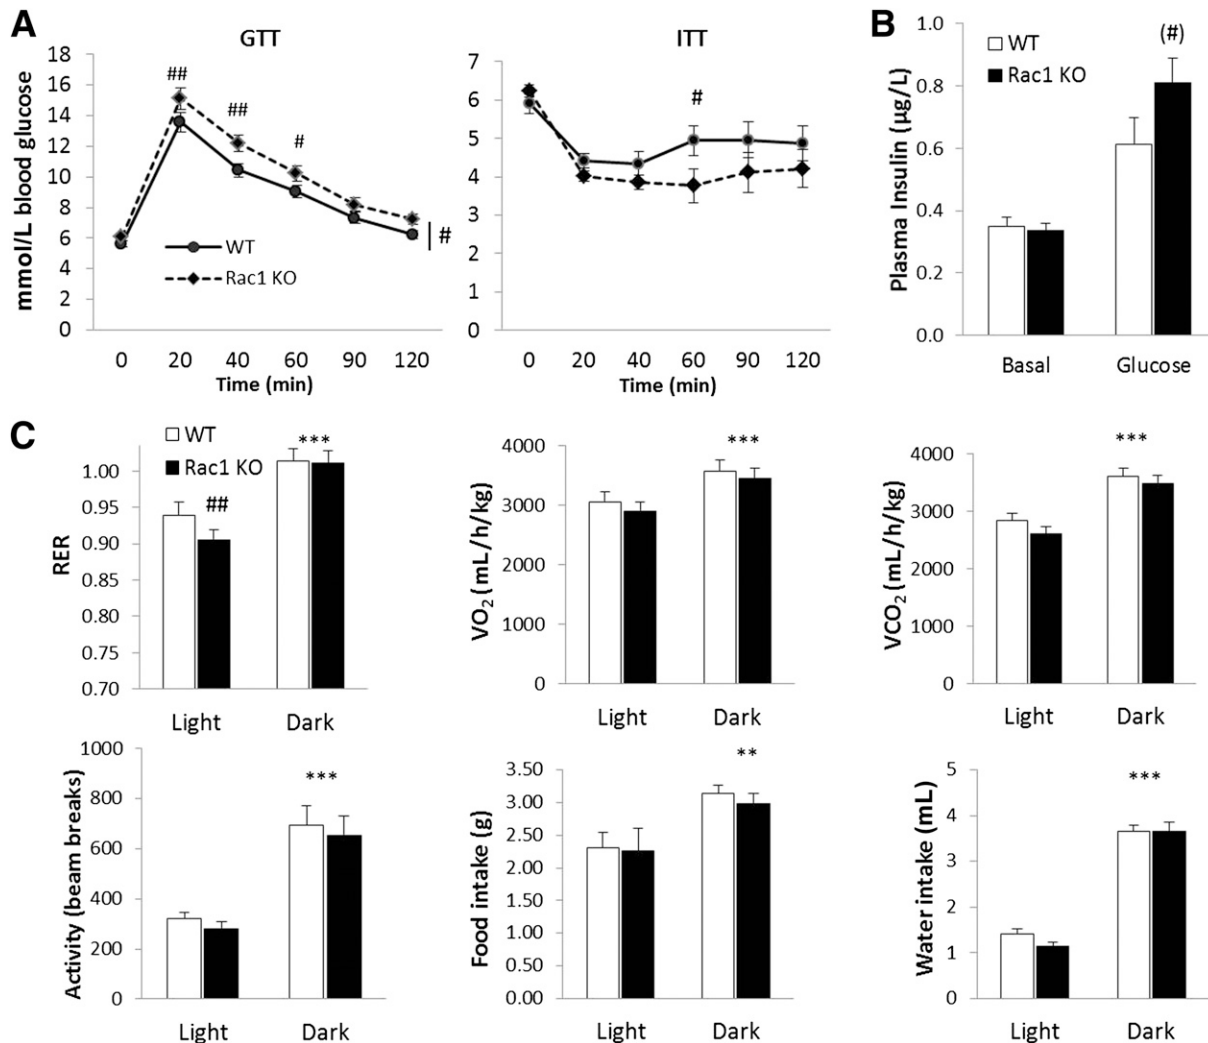 A
GTT
mmol/L blood glucose
18
16
14
12
10
8
6
4
2
0
##
##
#
#
WT
Rac1 KO
0 20 40 60 90 120
Time (min)
ITT
7
6
5
4
3
2
1
0
#
0 20 40 60 90 120
Time (min)
B
Plasma Insulin (µg/L)
1.0
0.8
0.6
0.4
0.2
0.0
WT
Rac1 KO
(#)
Basal Glucose
C
RER
1.00
0.95
0.90
0.85
0.80
0.75
0.70
WT
Rac1 KO
##
***
Light Dark
VO2 (mL/h/kg)
4000
3000
2000
1000
0
***
Light Dark
VCO2 (mL/h/kg)
4000
3000
2000
1000
0
***
Light Dark
Activity (beam breaks)
1000
800
600
400
200
0
***
Light Dark
Food intake (g)
3.50
3.00
2.50
2.00
1.50
1.00
0.50
0.00
**
Light Dark
Water intake (mL)
5
4
3
2
1
0
***
Light Dark